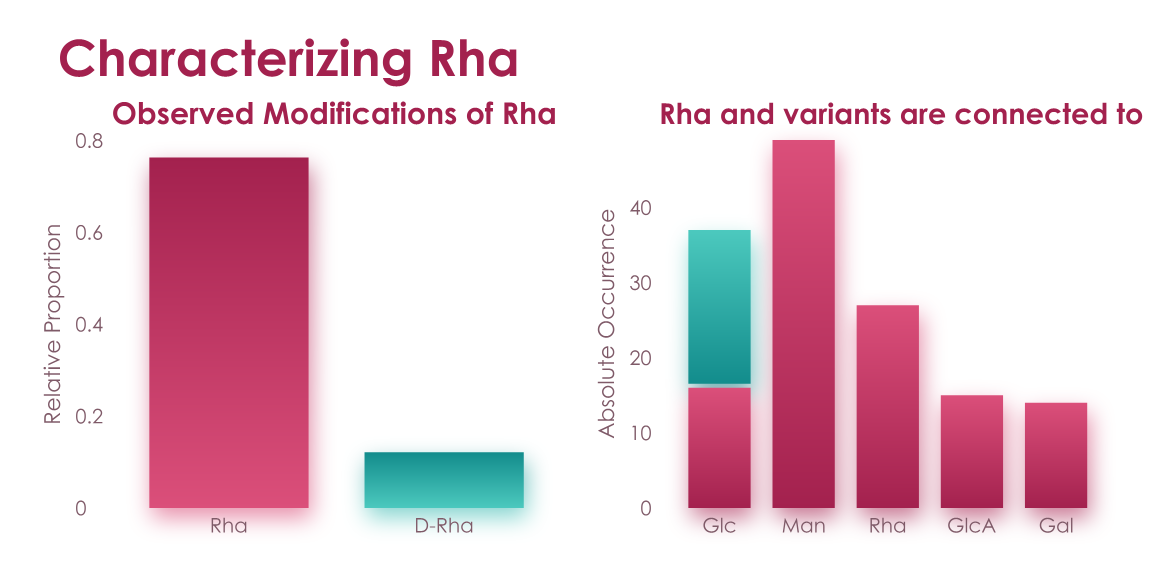 Characterizing Rha
Observed Modifications of Rha
Relative Proportion
0.8
0.6
0.4
0.2
0
Rha
D-Rha
Rha and variants are connected to
Absolute Occurrence
40
30
20
10
0
Glc
Man
Rha
GlcA
Gal